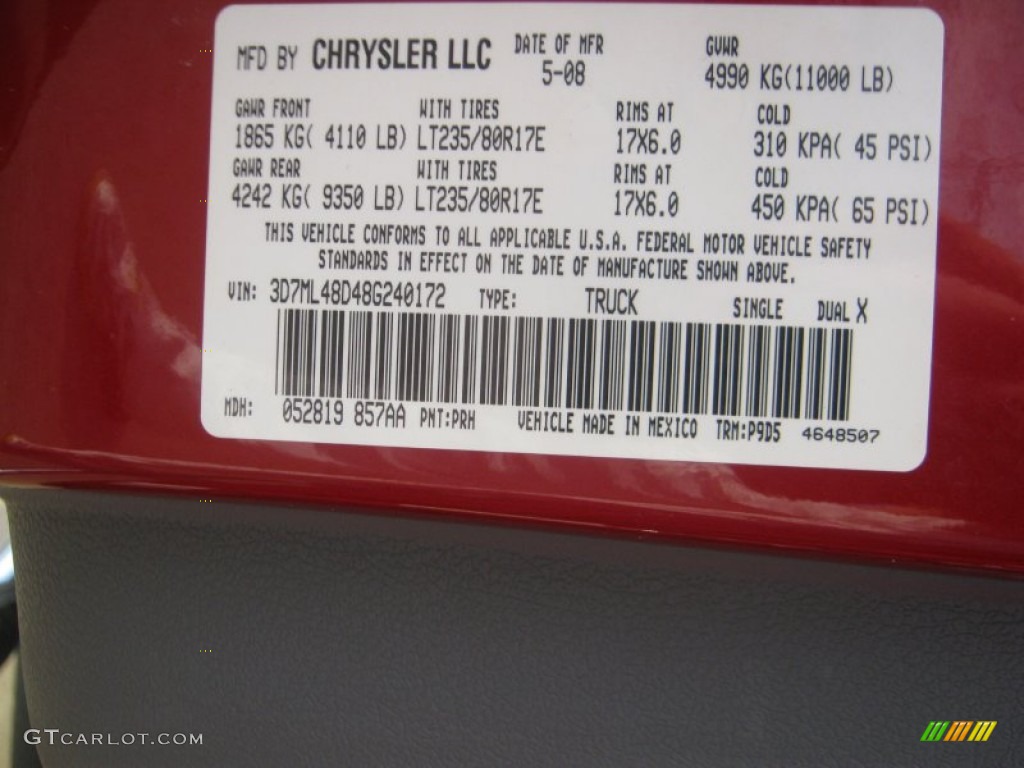 MFD BY CHRYSLER LLC DATE OF MFR GVWR
5-08 4990 KG(11000 LB)
GAWR FRONT WITH TIRES RIMS AT COLD
1865 KG( 4110 LB) LT235/80R17E 17X6.0 310 KPA( 45 PSI)
GAWR REAR WITH TIRES RIMS AT COLD
4242 KG( 9350 LB) LT235/80R17E 17X6.0 450 KPA( 65 PSI)
THIS VEHICLE CONFORMS TO ALL APPLICABLE U.S.A. FEDERAL MOTOR VEHICLE SAFETY
STANDARDS IN EFFECT ON THE DATE OF MANUFACTURE SHOWN ABOVE.
VIN: 3D7ML48D48G240172 TYPE: TRUCK SINGLE DUAL X
MDH: 052819 857AA PNT:PRH VEHICLE MADE IN MEXICO TRM:P9D5 4648507
GTCARLOT.COM